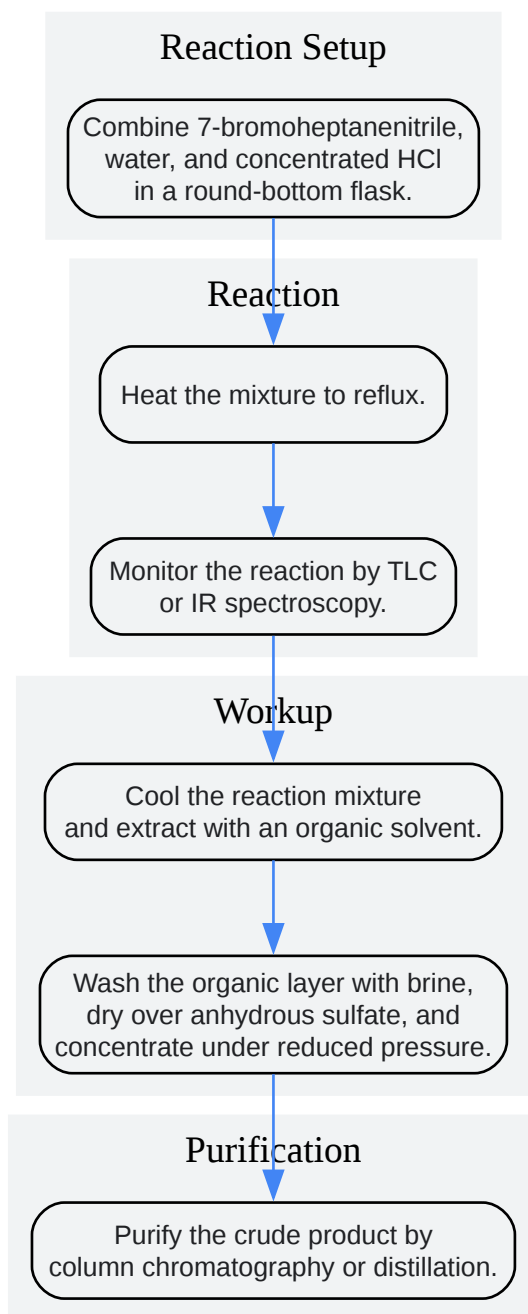 Reaction Setup
Combine 7-bromoheptanenitrile,
water, and concentrated HCl
in a round-bottom flask.
Reaction
Heat the mixture to reflux.
Monitor the reaction by TLC
or IR spectroscopy.
Workup
Cool the reaction mixture
and extract with an organic solvent.
Wash the organic layer with brine,
dry over anhydrous sulfate, and
concentrate under reduced pressure.
Purification
Purify the crude product by
column chromatography or distillation.